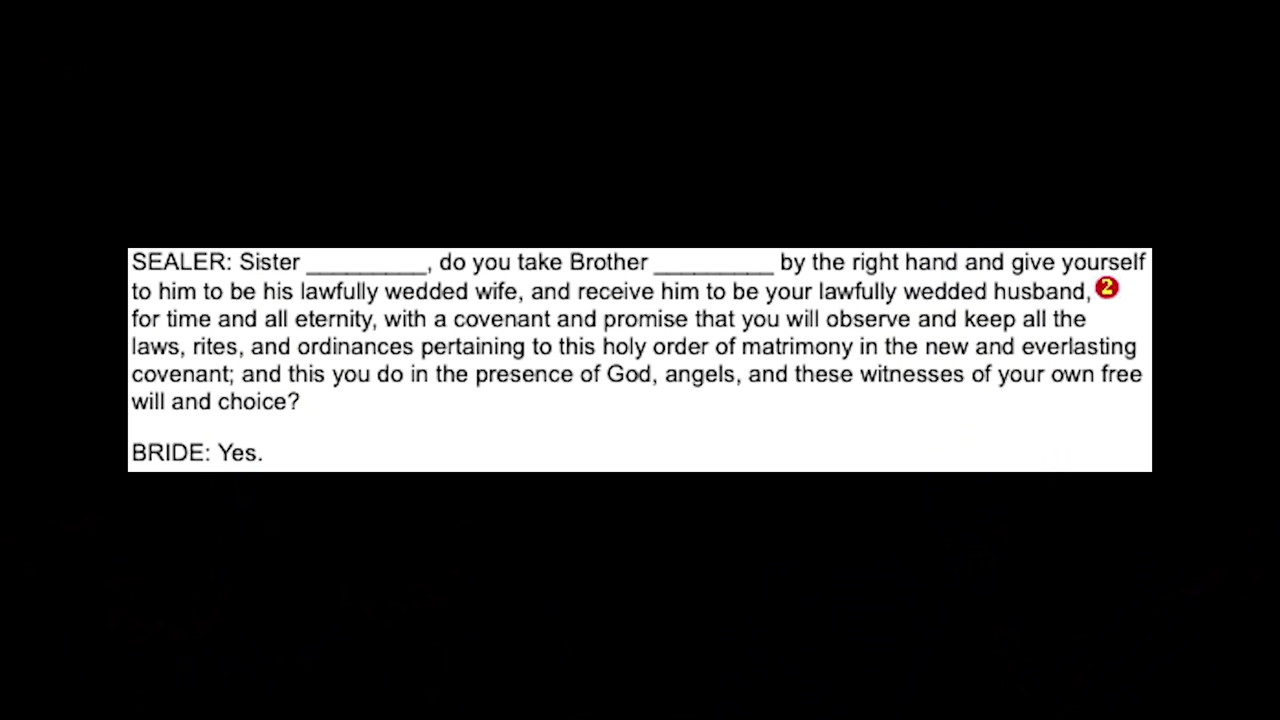 SEALER: Sister _________, do you take Brother _________ by the right hand and give yourself
to him to be his lawfully wedded wife, and receive him to be your lawfully wedded husband, 2
for time and all eternity, with a covenant and promise that you will observe and keep all the
laws, rites, and ordinances pertaining to this holy order of matrimony in the new and everlasting
covenant; and this you do in the presence of God, angels, and these witnesses of your own free
will and choice?
BRIDE: Yes.